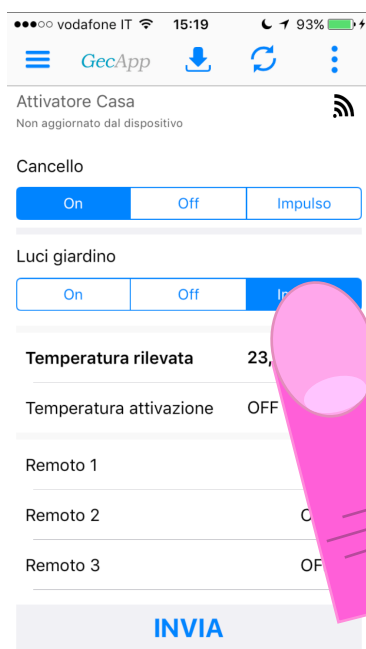 vodafone IT 15:19 93%
GecApp
Attivatore Casa
Non aggiornato dal dispositivo
Cancello
On Off Impulso
Luci giardino
On Off
Temperatura rilevata 23,
Temperatura attivazione OFF
Remoto 1
Remoto 2
Remoto 3
INVIA